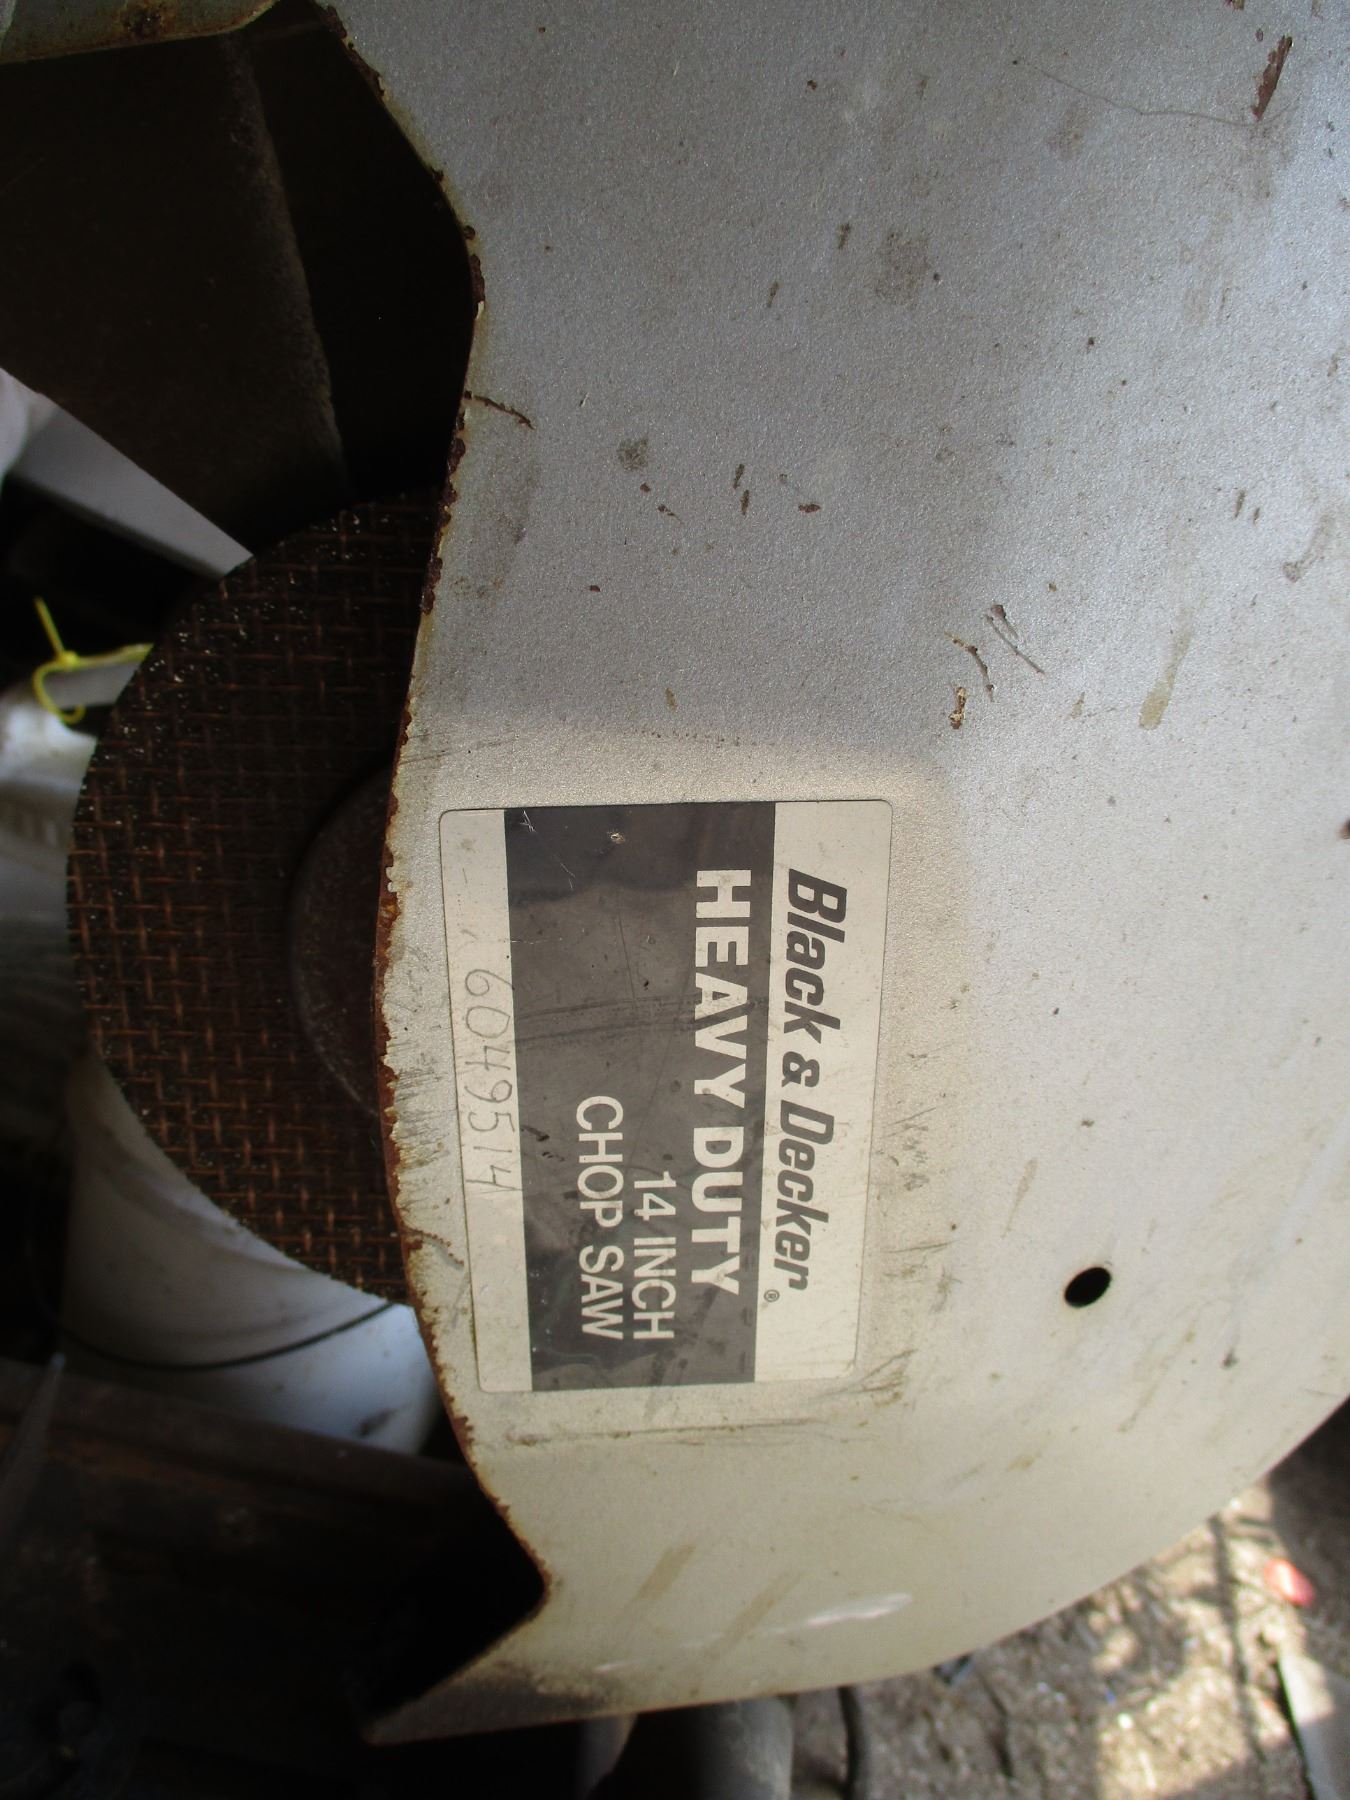 Black & Decker®
HEAVY DUTY
14 INCH
CHOP SAW
6049514